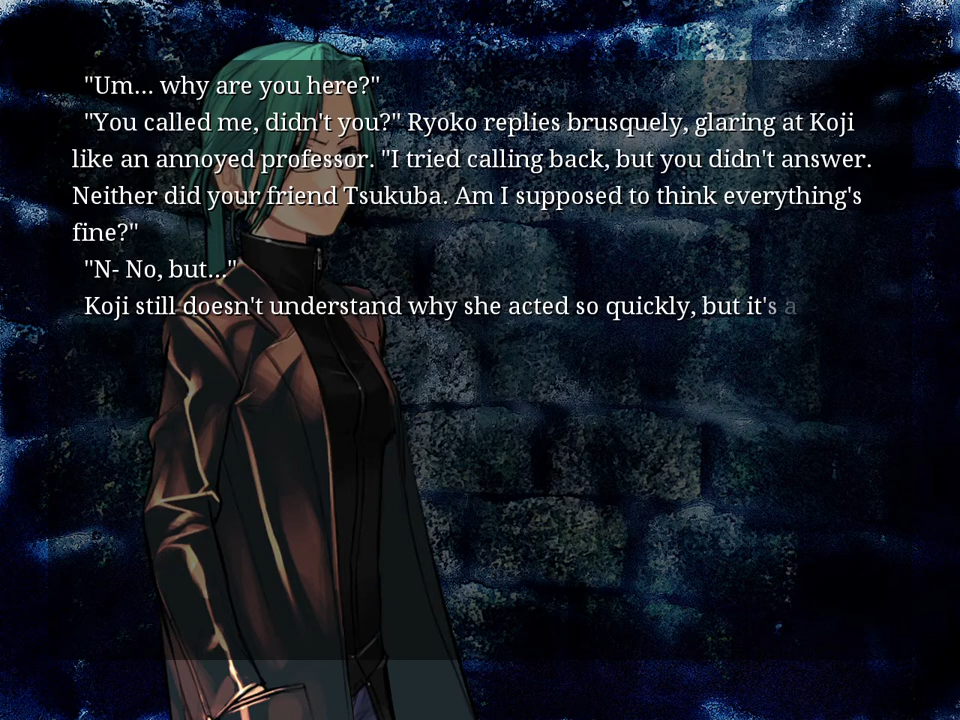 "Um... why are you here?"
"You called me, didn't you?" Ryoko replies brusquely, glaring at Koji
like an annoyed professor. "I tried calling back, but you didn't answer.
Neither did your friend Tsukuba. Am I supposed to think everything's
fine?"
"N- No, but..."
Koji still doesn't understand why she acted so quickly, but it's a